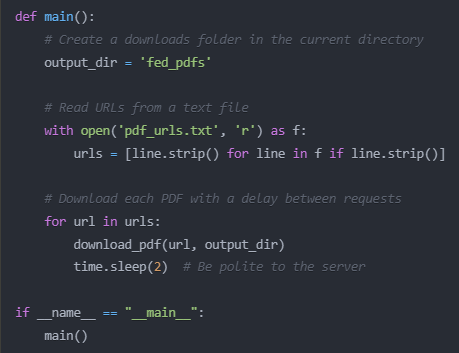 def main():
    # Create a downloads folder in the current directory
    output_dir = 'fed_pdfs'

    # Read URLs from a text file
    with open('pdf_urls.txt', 'r') as f:
        urls = [line.strip() for line in f if line.strip()]

    # Download each PDF with a delay between requests
    for url in urls:
        download_pdf(url, output_dir)
        time.sleep(2)  # Be polite to the server

if __name__ == "__main__":
    main()